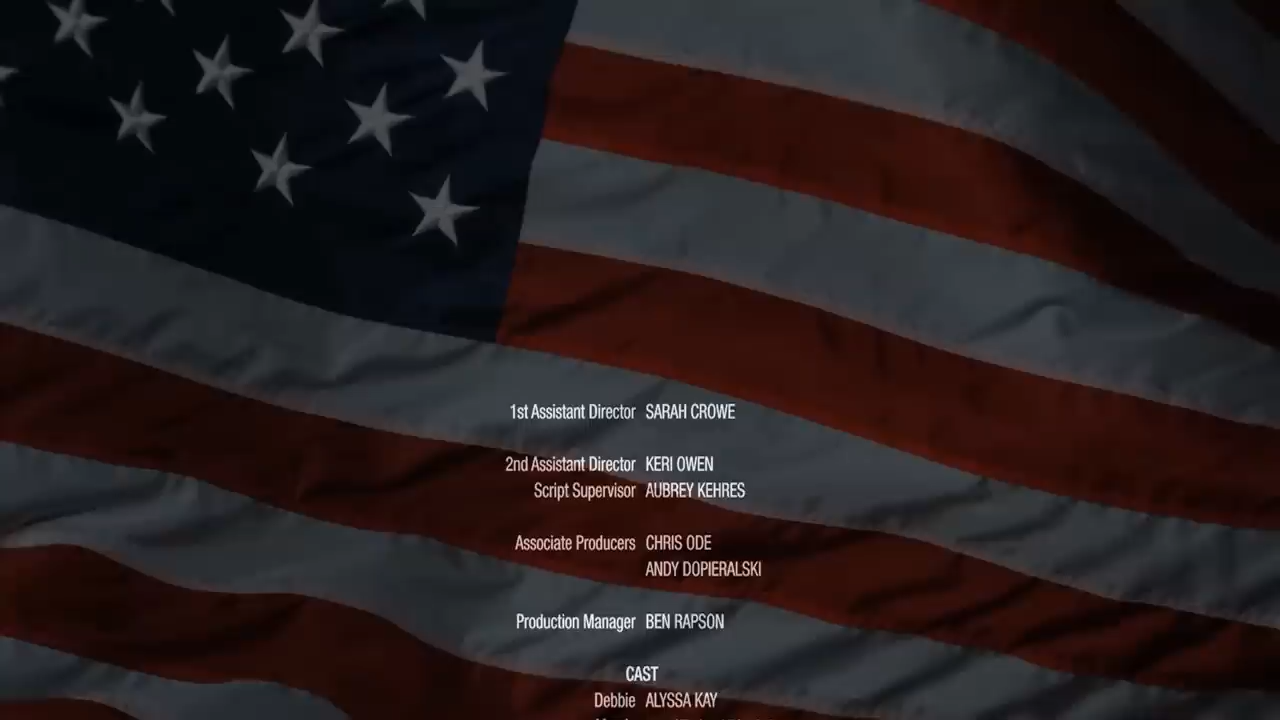 1st Assistant Director SARAH CROWE
2nd Assistant Director KERI OWEN
Script Supervisor AUBREY KEHRES
Associate Producers CHRIS ODE
ANDY DOPIERALSKI
Production Manager BEN RAPSON
CAST
Debbie ALYSSA KAY